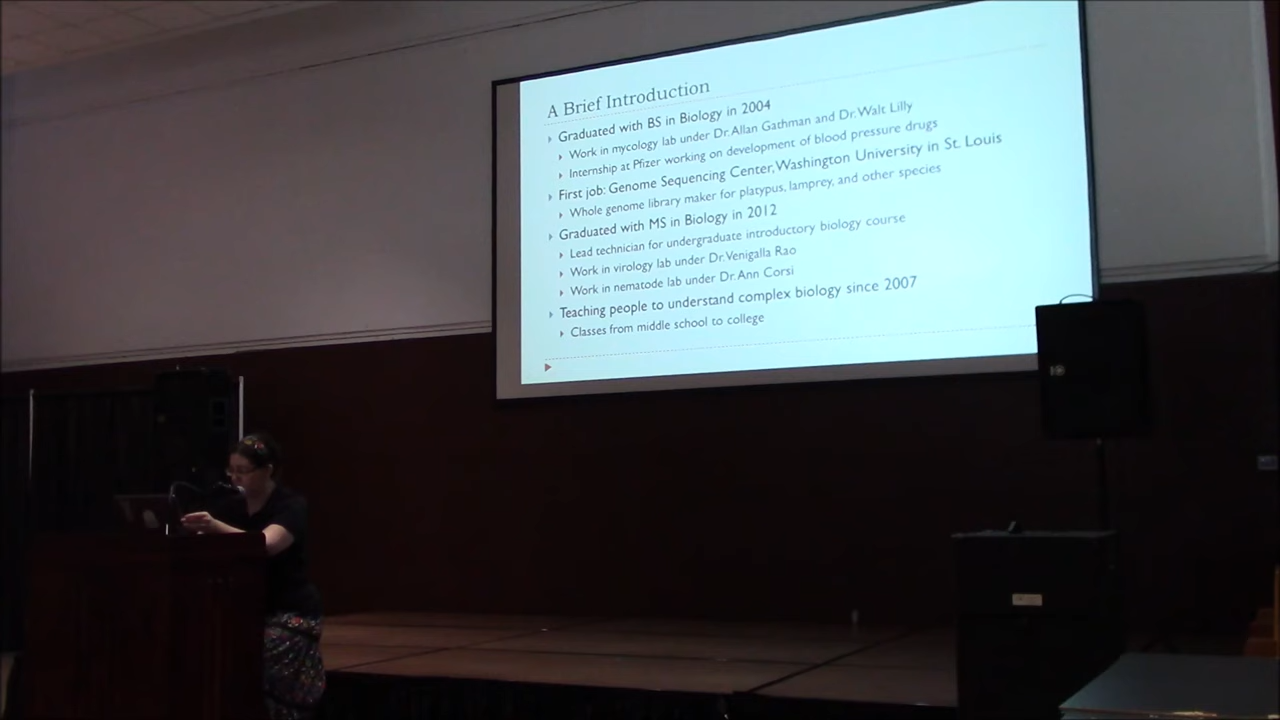 A Brief Introduction
Graduated with BS in Biology in 2004
Work in mycology lab under Dr. Allan Gathman and Dr. Walt Lilly
Internship at Pfizer working on development of blood pressure drugs
First job: Genome Sequencing Center, Washington University in St. Louis
Whole genome library maker for platypus, lamprey, and other species
Graduated with MS in Biology in 2012
Lead technician for undergraduate introductory biology course
Work in virology lab under Dr. Venigalla Rao
Work in nematode lab under Dr. Ann Corsi
Teaching people to understand complex biology since 2007
Classes from middle school to college